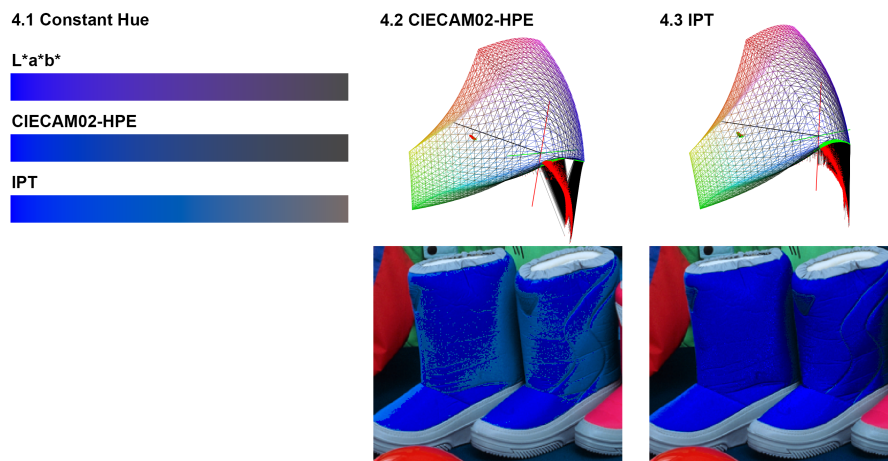 4.1 Constant Hue
L*a*b*
CIECAM02-HPE
IPT
4.2 CIECAM02-HPE
4.3 IPT